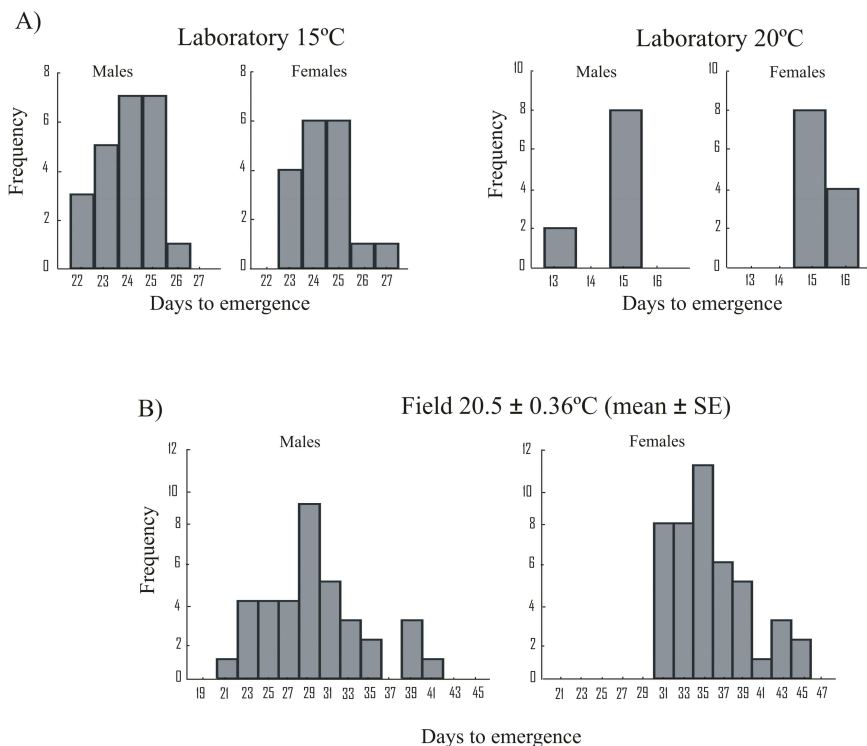 A)
Laboratory 15ºC
Laboratory 20ºC
Males
Females
Males
Females
Frequency
8
6
4
2
0
22 23 24 25 26 27
8
6
4
2
0
22 23 24 25 26 27
Days to emergence
Frequency
10
8
6
4
2
0
13 14 15 16
10
8
6
4
2
0
13 14 15 16
Days to emergence
B)
Field 20.5 ± 0.36ºC (mean ± SE)
Males
Females
Frequency
12
10
8
6
4
2
0
19 21 23 25 27 29 31 33 35 37 39 41 43 45
12
10
8
6
4
2
0
21 23 25 27 29 31 33 35 37 39 41 43 45 47
Days to emergence